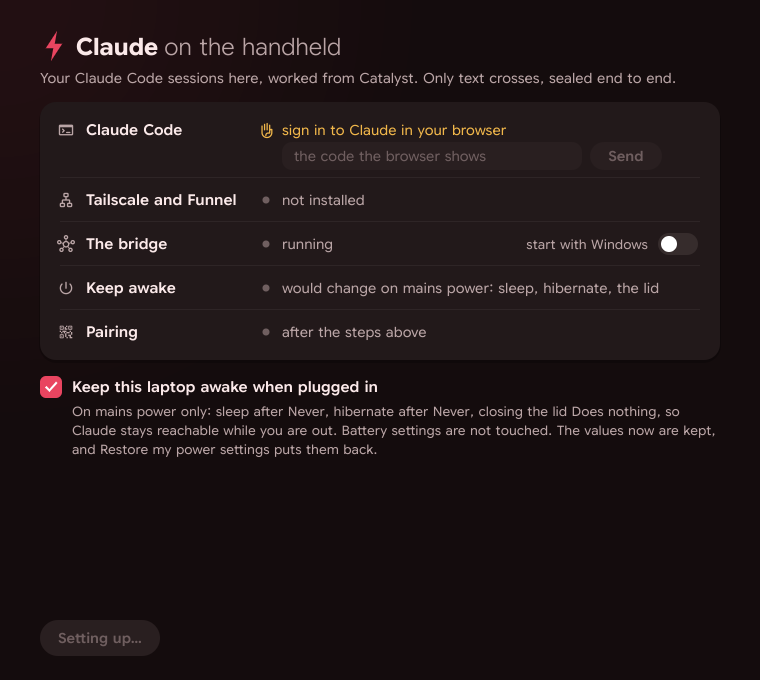 Claude on the handheld
Your Claude Code sessions here, worked from Catalyst. Only text crosses, sealed end to end.
Claude Code
sign in to Claude in your browser
the code the browser shows
Send
Tailscale and Funnel
not installed
The bridge
running
start with Windows
Keep awake
would change on mains power: sleep, hibernate, the lid
Pairing
after the steps above
Keep this laptop awake when plugged in
On mains power only: sleep after Never, hibernate after Never, closing the lid Does nothing, so
Claude stays reachable while you are out. Battery settings are not touched. The values now are kept,
and Restore my power settings puts them back.
Setting up...